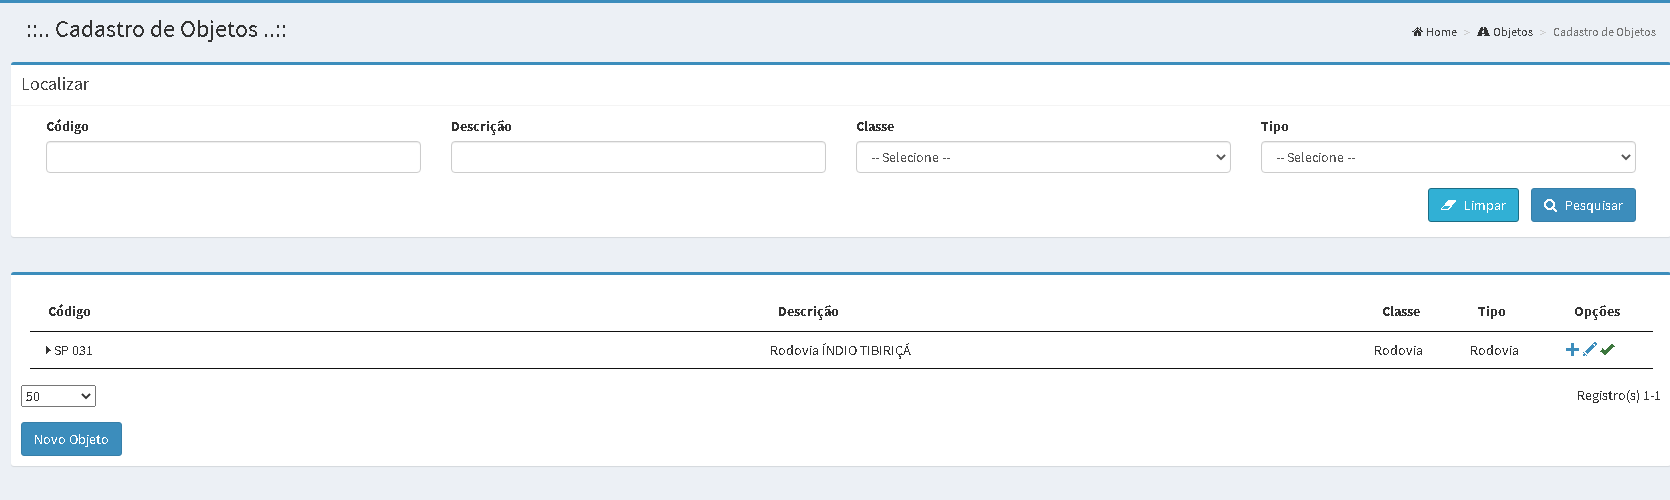 ::.. Cadastro de Objetos ..::
Home > Objetos > Cadastro de Objetos
Localizar
Código Descrição Classe Tipo
-- Selecione -- -- Selecione --
Limpar Pesquisar
Código Descrição Classe Tipo Opções
SP 031 Rodovia ÍNDIO TIBIRIÇÁ Rodovia Rodovia
50 Registro(s) 1-1
Novo Objeto